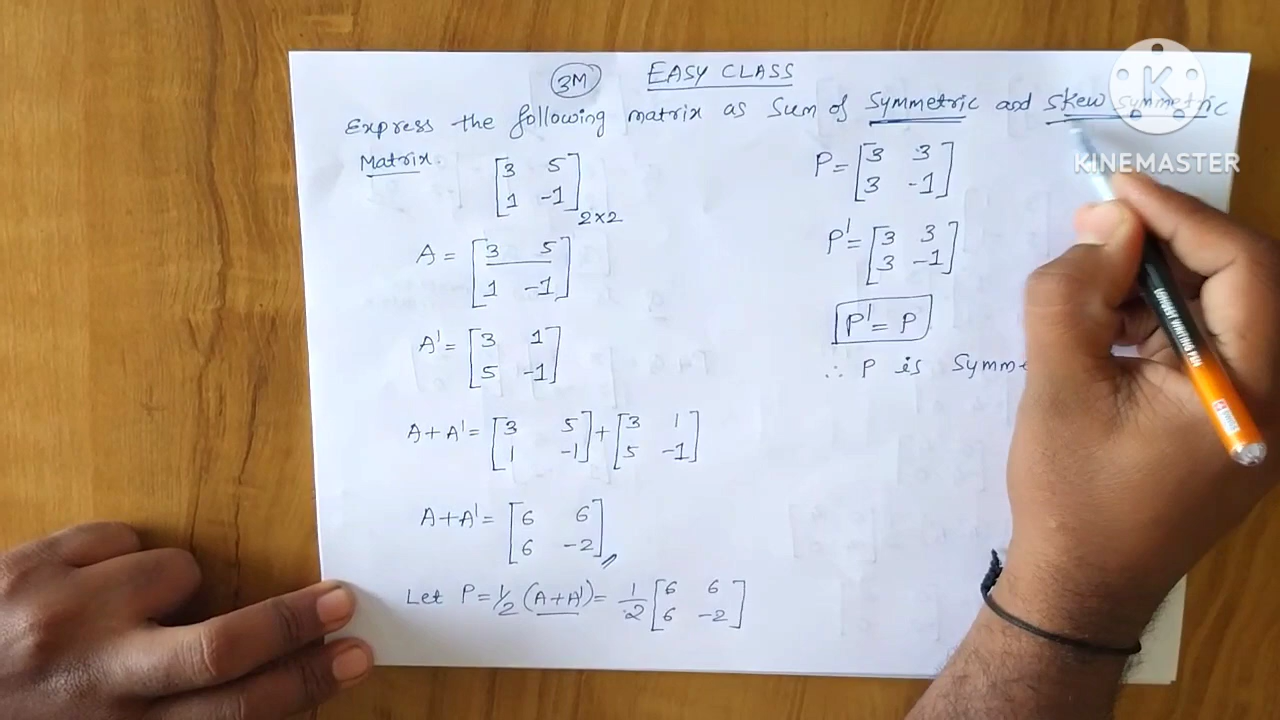 3M EASY CLASS
Express the following matrix as Sum of Symmetric and Skew Symmetric
Matrix.
[3 5
1 -1] 2×2
A = [3 5
1 -1]
A' = [3 1
5 -1]
A+A' = [3 5
1 -1] + [3 1
5 -1]
A+A' = [6 6
6 -2]
Let P = 1/2 (A+A') = 1/2 [6 6
6 -2]
P = [3 3
3 -1]
P' = [3 3
3 -1]
P' = P
∴ P is Symme
K
KINEMASTER